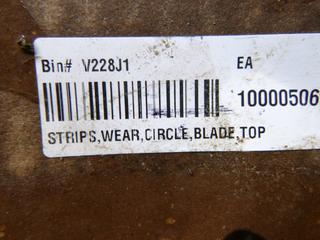 Bin# V228J1 EA
10000506
STRIPS,WEAR,CIRCLE,BLADE,TOP